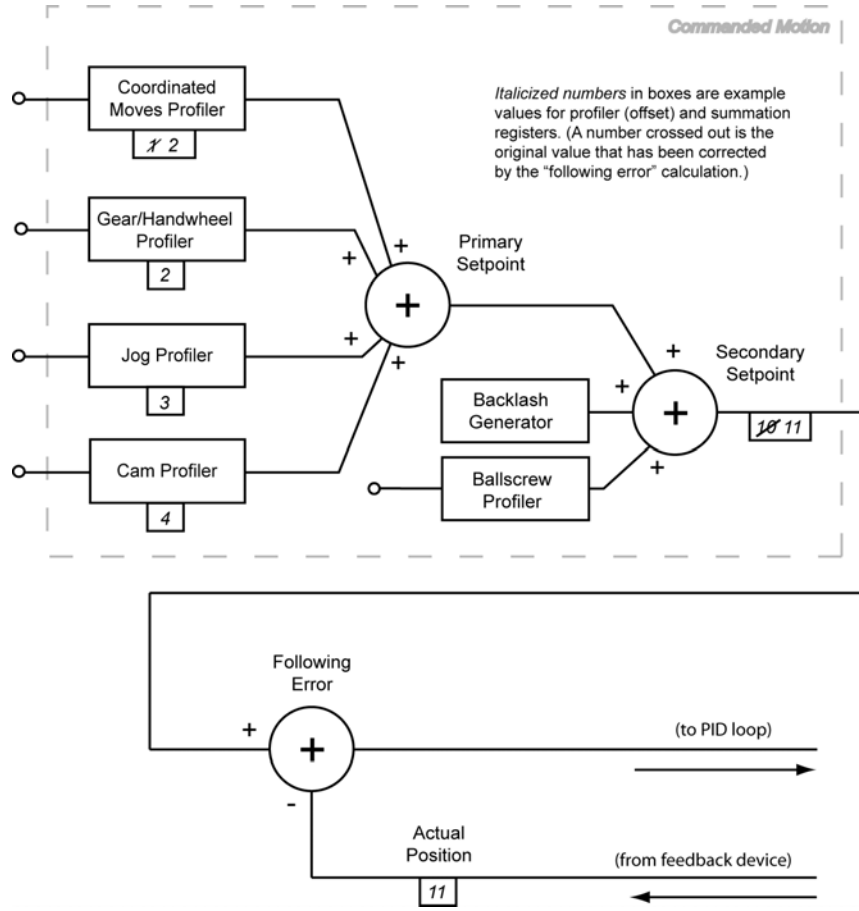 Commanded Motion
Coordinated
Moves Profiler
1 2
Italicized numbers in boxes are example
values for profiler (offset) and summation
registers. (A number crossed out is the
original value that has been corrected
by the “following error” calculation.)
Gear/Handwheel
Profiler
2
+
+
Primary
Setpoint
+
Jog Profiler
3
+
+
Cam Profiler
4
Backlash
Generator
+
+
+
Secondary
Setpoint
10 11
Ballscrew
Profiler
+
Following
Error
+
+
-
(to PID loop)
Actual
Position
11
(from feedback device)